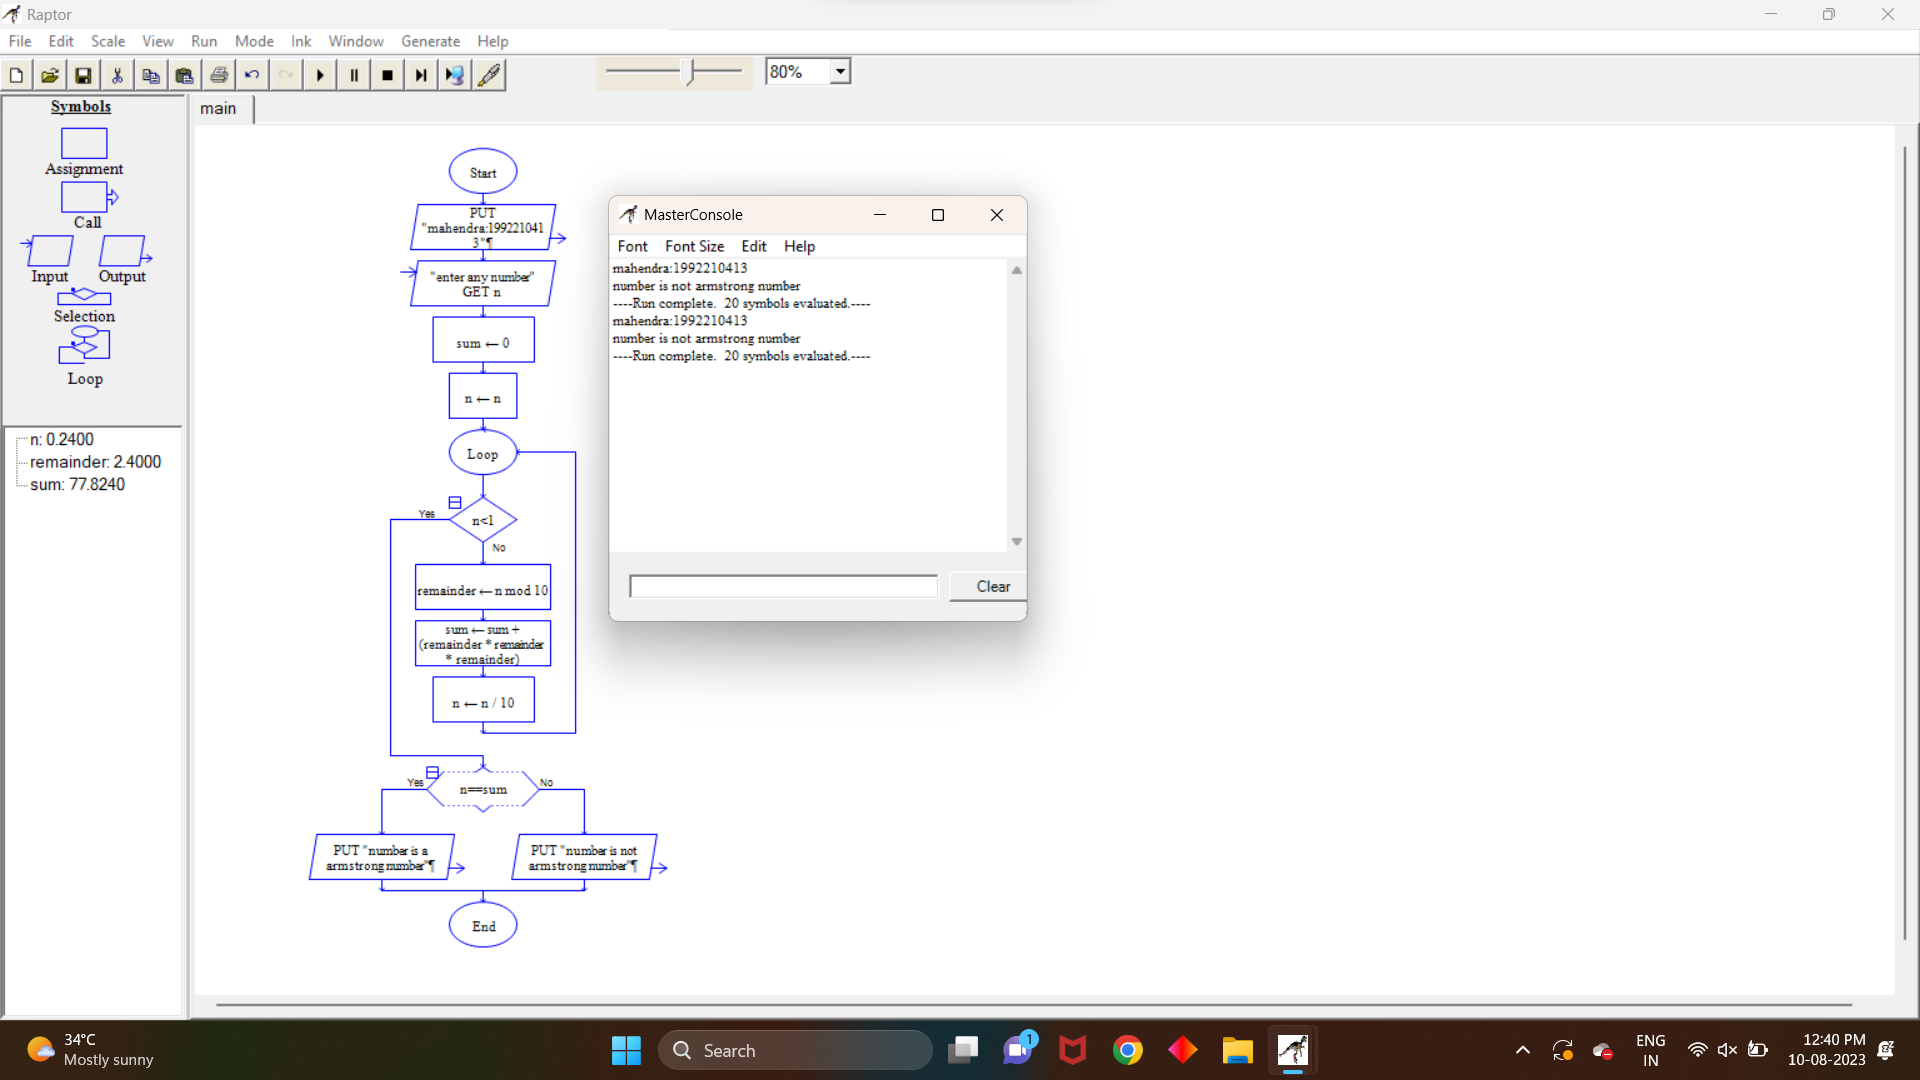 Raptor
File Edit Scale View Run Mode Ink Window Generate Help
80%
Symbols
Assignment
Call
Input Output
Selection
Loop
n: 0.2400
remainder: 2.4000
sum: 77.8240
main
Start
PUT
"mahendra:199221041
3"¶
"enter any number"
GET n
sum ← 0
n ← n
Loop
Yes
n<1
No
remainder ← n mod 10
sum ← sum +
(remainder * remainder
* remainder)
n ← n / 10
Yes
n==sum
No
PUT "number is a
armstrong number"¶
PUT "number is not
armstrong number"¶
End
MasterConsole
Font Font Size Edit Help
mahendra:1992210413
number is not armstrong number
----Run complete. 20 symbols evaluated.----
mahendra:1992210413
number is not armstrong number
----Run complete. 20 symbols evaluated.----
Clear
34°C
Mostly sunny
Search
1
ENG
IN
12:40 PM
10-08-2023